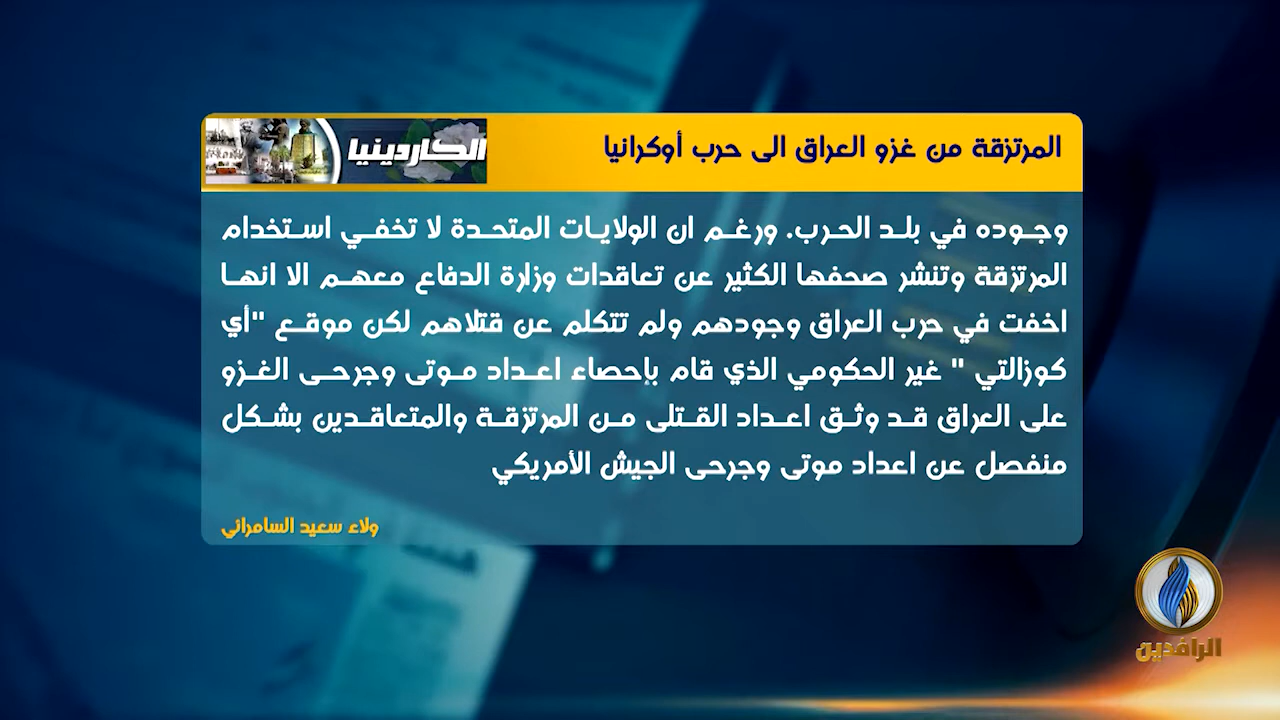 المرتزقة من غزو العراق الى حرب أوكرانيا
الكاردينيا
وجوده في بلد الحرب. ورغم ان الولايات المتحدة لا تخفي استخدام
المرتزقة وتنشر صحفها الكثير عن تعاقدات وزارة الدفاع معهم الا انها
اخفت في حرب العراق وجودهم ولم تتكلم عن قتلاهم لكن موقع "أي
كوزالتي " غير الحكومي الذي قام بإحصاء اعداد موتى وجرحى الغزو
على العراق قد وثق اعداد القتلى من المرتزقة والمتعاقدين بشكل
منفصل عن اعداد موتى وجرحى الجيش الأمريكي
ولاء سعيد السامرائي
الرافدين